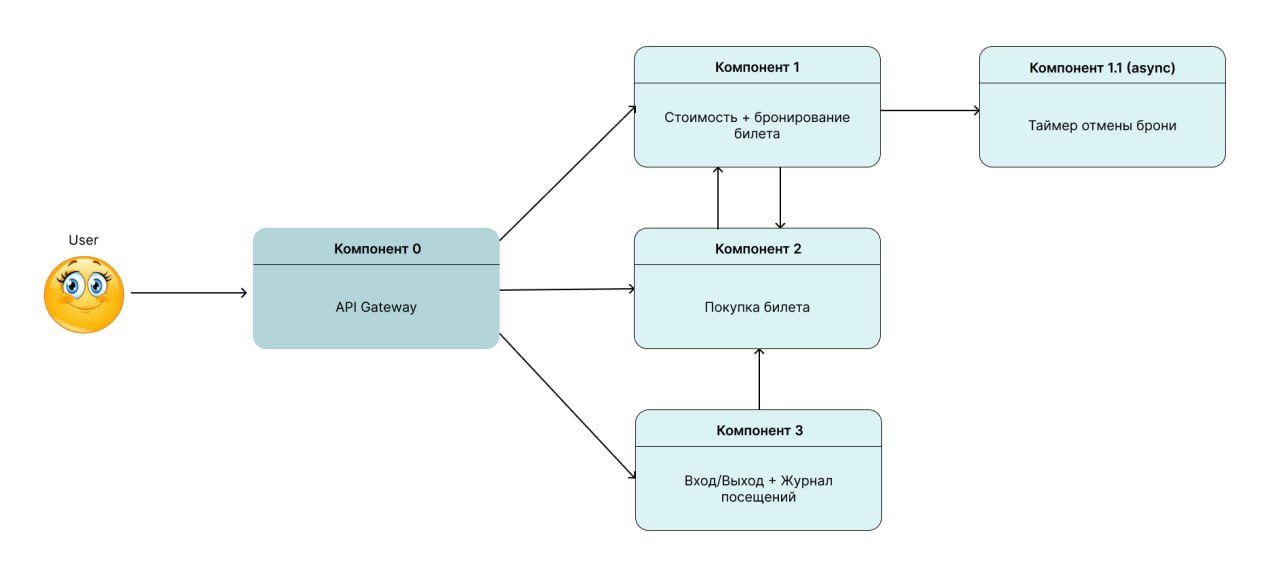 User
Компонент 0
API Gateway
Компонент 1
Стоимость + бронирование
билета
Компонент 1.1 (async)
Таймер отмены брони
Компонент 2
Покупка билета
Компонент 3
Вход/Выход + Журнал
посещений